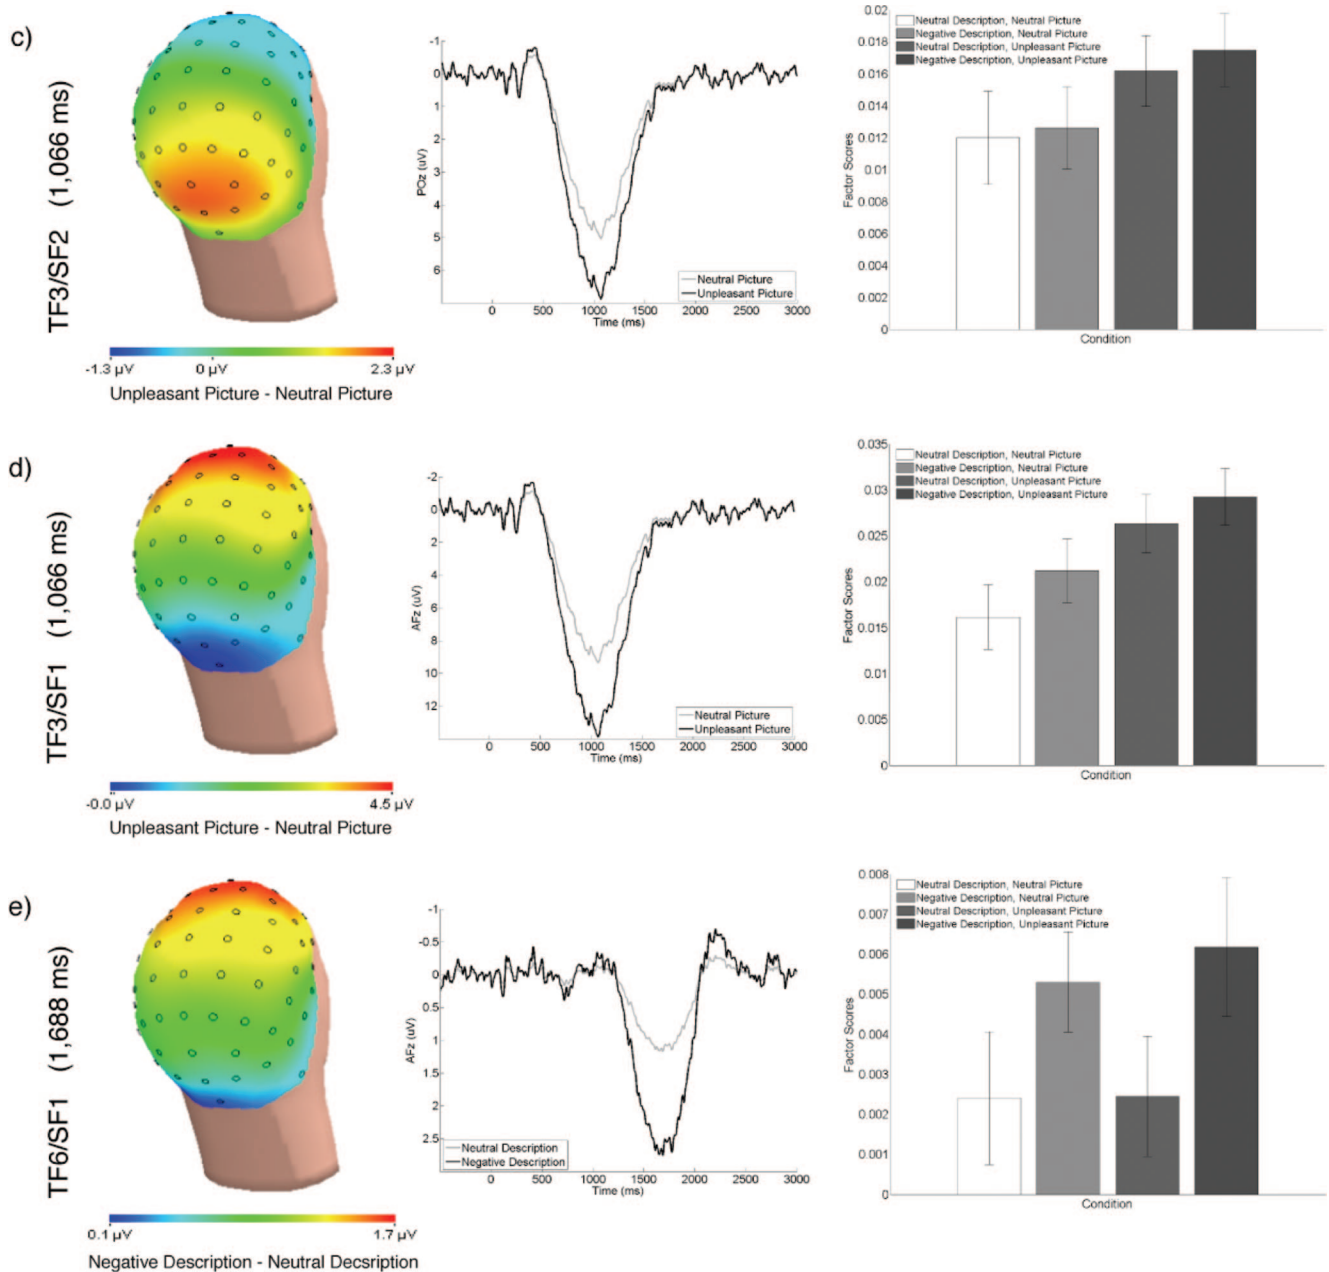 c)
TF3/SF2 (1,066 ms)
-1.3 µV 0 µV 2.3 µV
Unpleasant Picture - Neutral Picture
-1
0
1
2
3
4
5
6
POz (uV)
Neutral Picture
Unpleasant Picture
0 500 1000 1500 2000 2500 3000
Time (ms)
0.02
0.018
0.016
0.014
0.012
0.01
0.008
0.006
0.004
0.002
0
Factor Scores
Neutral Description, Neutral Picture
Negative Description, Neutral Picture
Neutral Description, Unpleasant Picture
Negative Description, Unpleasant Picture
Condition
d)
TF3/SF1 (1,066 ms)
-0.0 µV 4.5 µV
Unpleasant Picture - Neutral Picture
-2
0
2
4
6
8
10
12
AFz (uV)
Neutral Picture
Unpleasant Picture
0 500 1000 1500 2000 2500 3000
Time (ms)
0.035
0.03
0.025
0.02
0.015
0.01
0.005
0
Factor Scores
Neutral Description, Neutral Picture
Negative Description, Neutral Picture
Neutral Description, Unpleasant Picture
Negative Description, Unpleasant Picture
Condition
e)
TF6/SF1 (1,688 ms)
0.1 µV 1.7 µV
Negative Description - Neutral Decsription
-1
-0.5
0
0.5
1
1.5
2
2.5
AFz (uV)
Neutral Description
Negative Description
0 500 1000 1500 2000 2500 3000
Time (ms)
0.008
0.007
0.006
0.005
0.004
0.003
0.002
0.001
0
Factor Scores
Neutral Description, Neutral Picture
Negative Description, Neutral Picture
Neutral Description, Unpleasant Picture
Negative Description, Unpleasant Picture
Condition